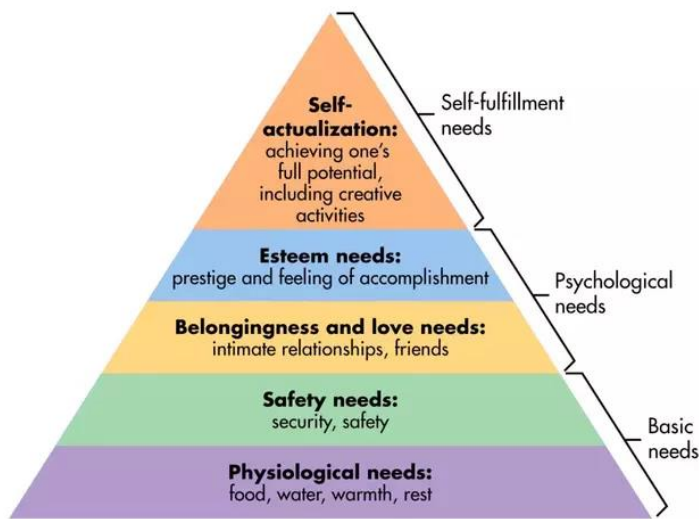 Self-
actualization:
achieving one's
full potential,
including creative
activities
Self-fulfillment
needs
Esteem needs:
prestige and feeling of accomplishment
Psychological
needs
Belongingness and love needs:
intimate relationships, friends
Safety needs:
security, safety
Basic
needs
Physiological needs:
food, water, warmth, rest